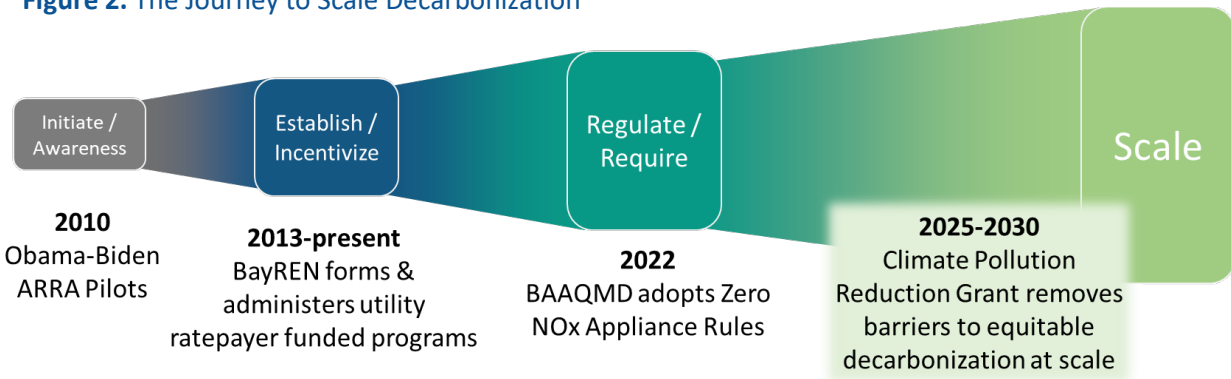 Figure 2. The Journey to Scale Decarbonization
Initiate /
Awareness
Establish /
Incentivize
Regulate /
Require
Scale
2010
Obama-Biden
ARRA Pilots
2013-present
BayREN forms &
administers utility
ratepayer funded programs
2022
BAAQMD adopts Zero
NOx Appliance Rules
2025-2030
Climate Pollution
Reduction Grant removes
barriers to equitable
decarbonization at scale